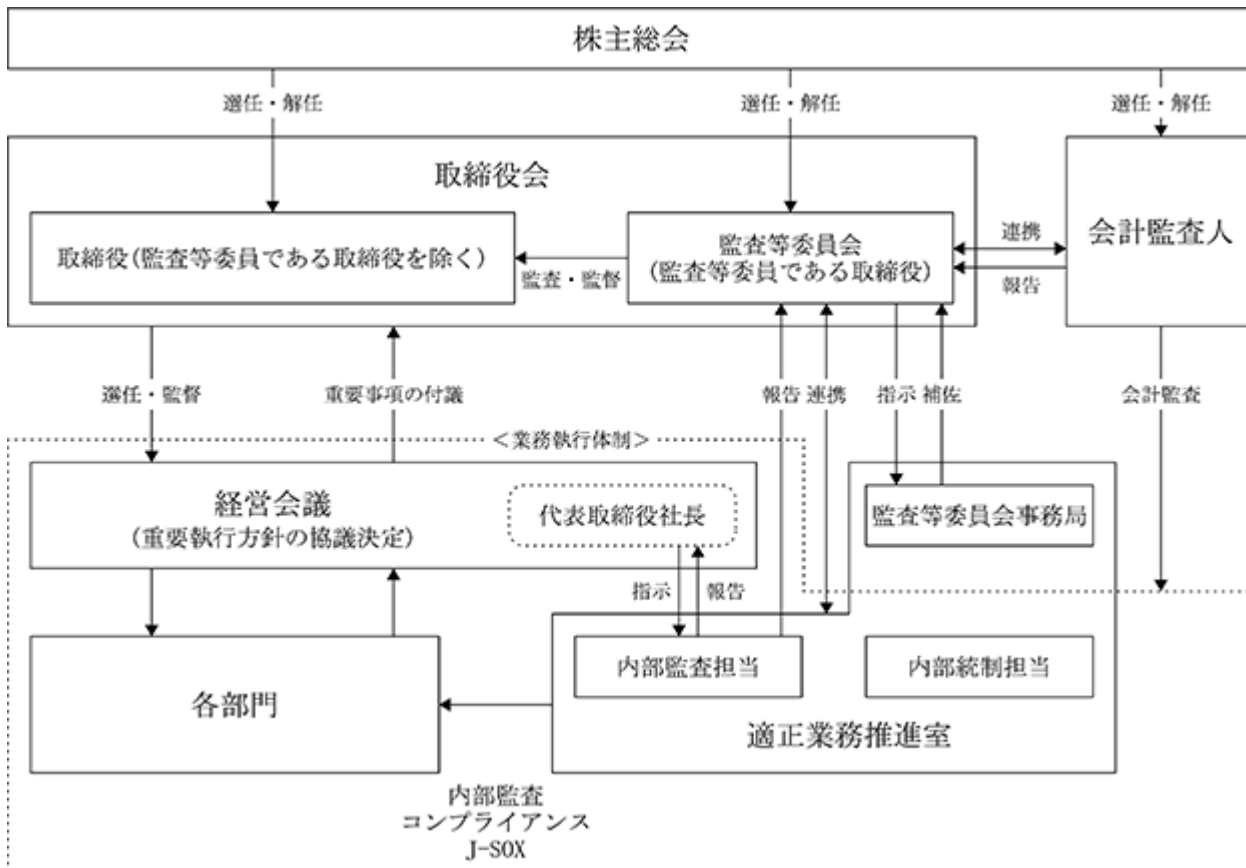 株主総会
選任・解任
選任・解任
選任・解任
取締役会
会計監査人
取締役(監査等委員である取締役を除く)
監査・監督
監査等委員会
(監査等委員である取締役)
連携
報告
選任・監督
重要事項の付議
報告
連携
指示
補佐
会計監査
<業務執行体制>
経営会議
(重要執行方針の協議決定)
代表取締役社長
監査等委員会事務局
指示
報告
各部門
内部監査担当
内部統制担当
適正業務推進室
内部監査
コンプライアンス
J-SOX